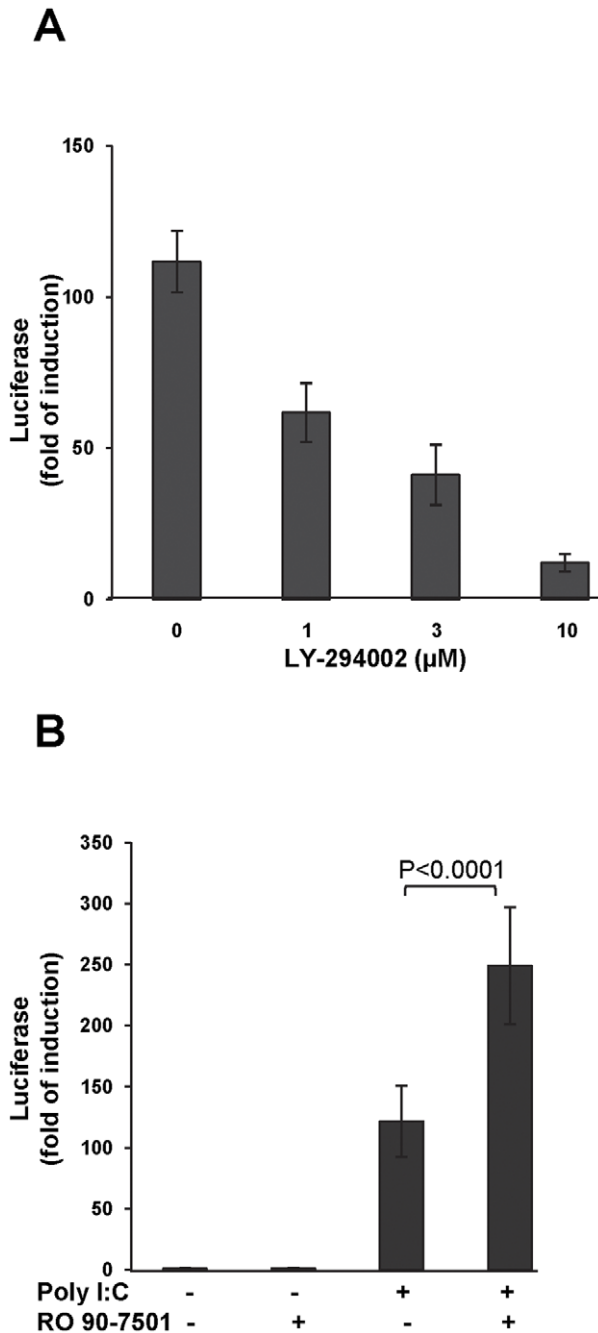 A
150
100
50
0
Luciferase
(fold of induction)
0 1 3 10
LY-294002 (µM)
B
350
300
250
200
150
100
50
0
Luciferase
(fold of induction)
P<0.0001
Poly I:C - - + +
RO 90-7501 - + - +